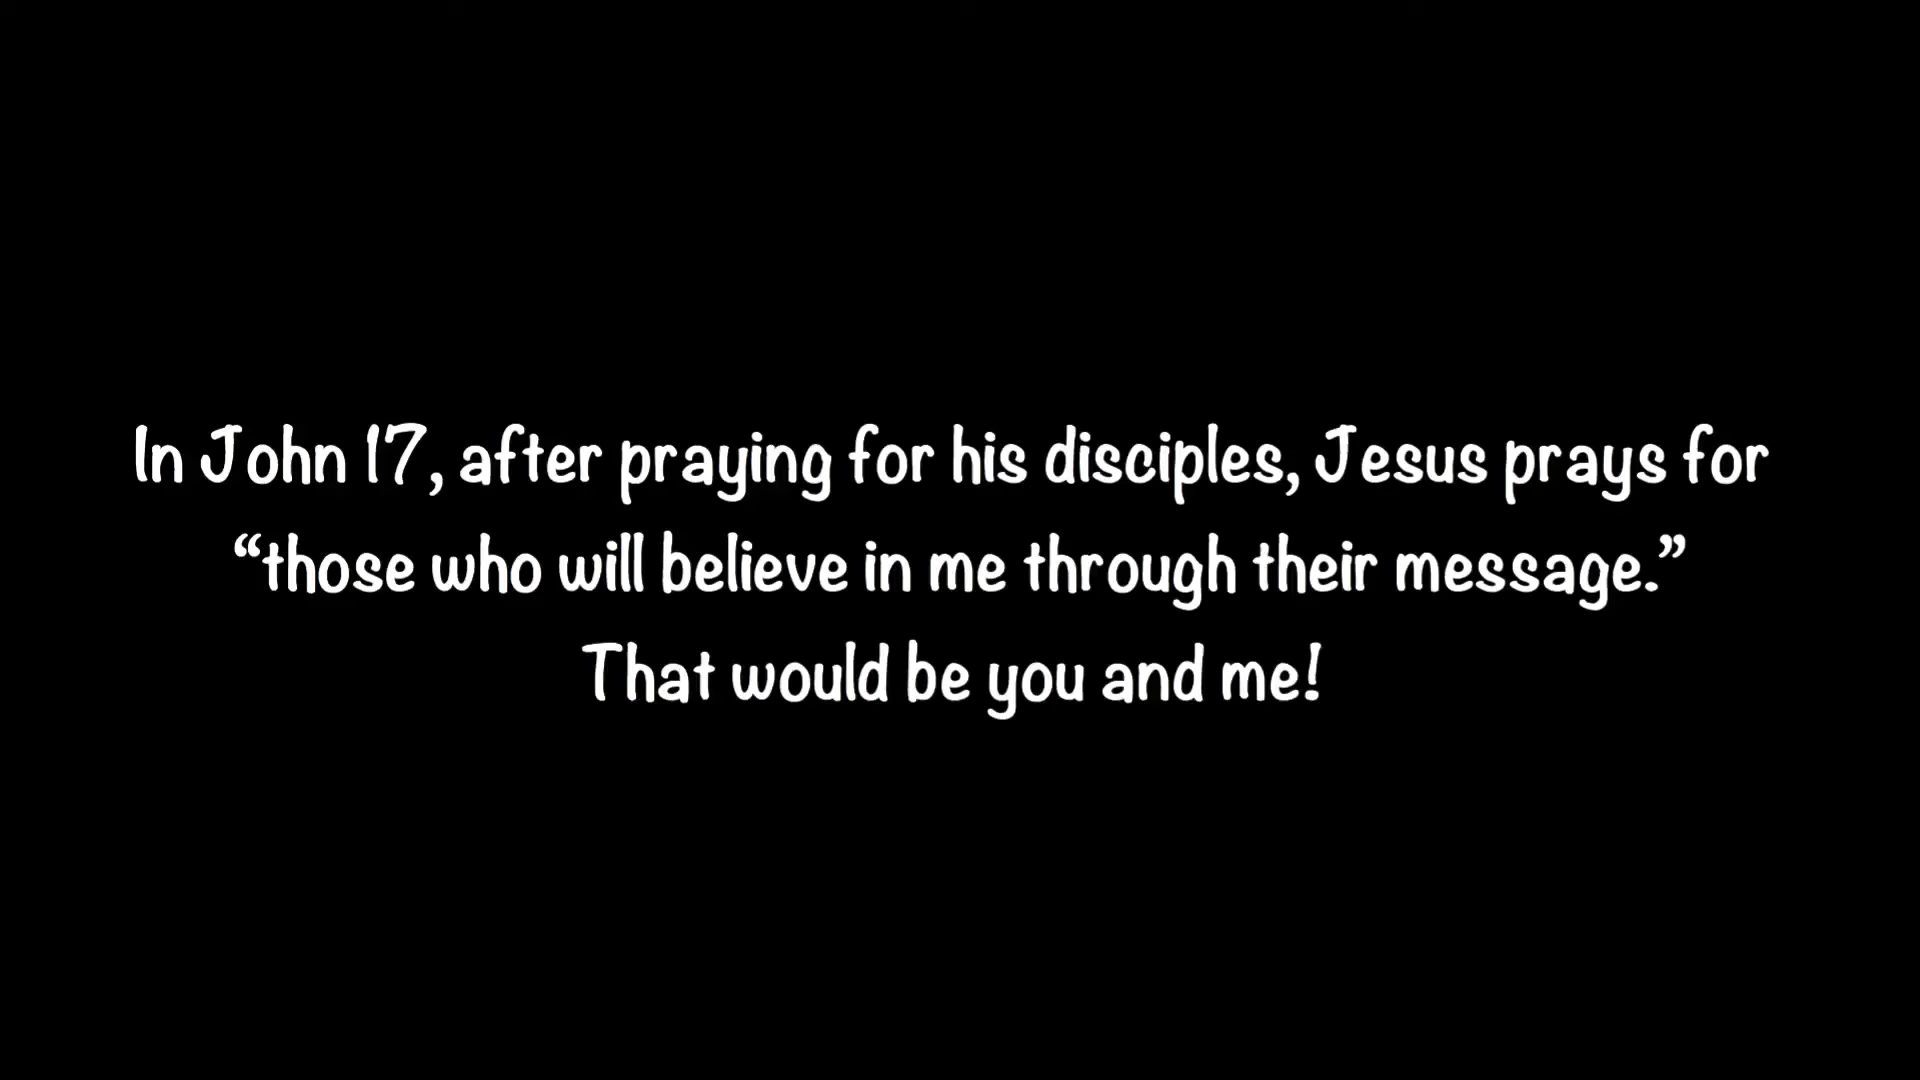 In John 17, after praying for his disciples, Jesus prays for
“those who will believe in me through their message.”
That would be you and me!